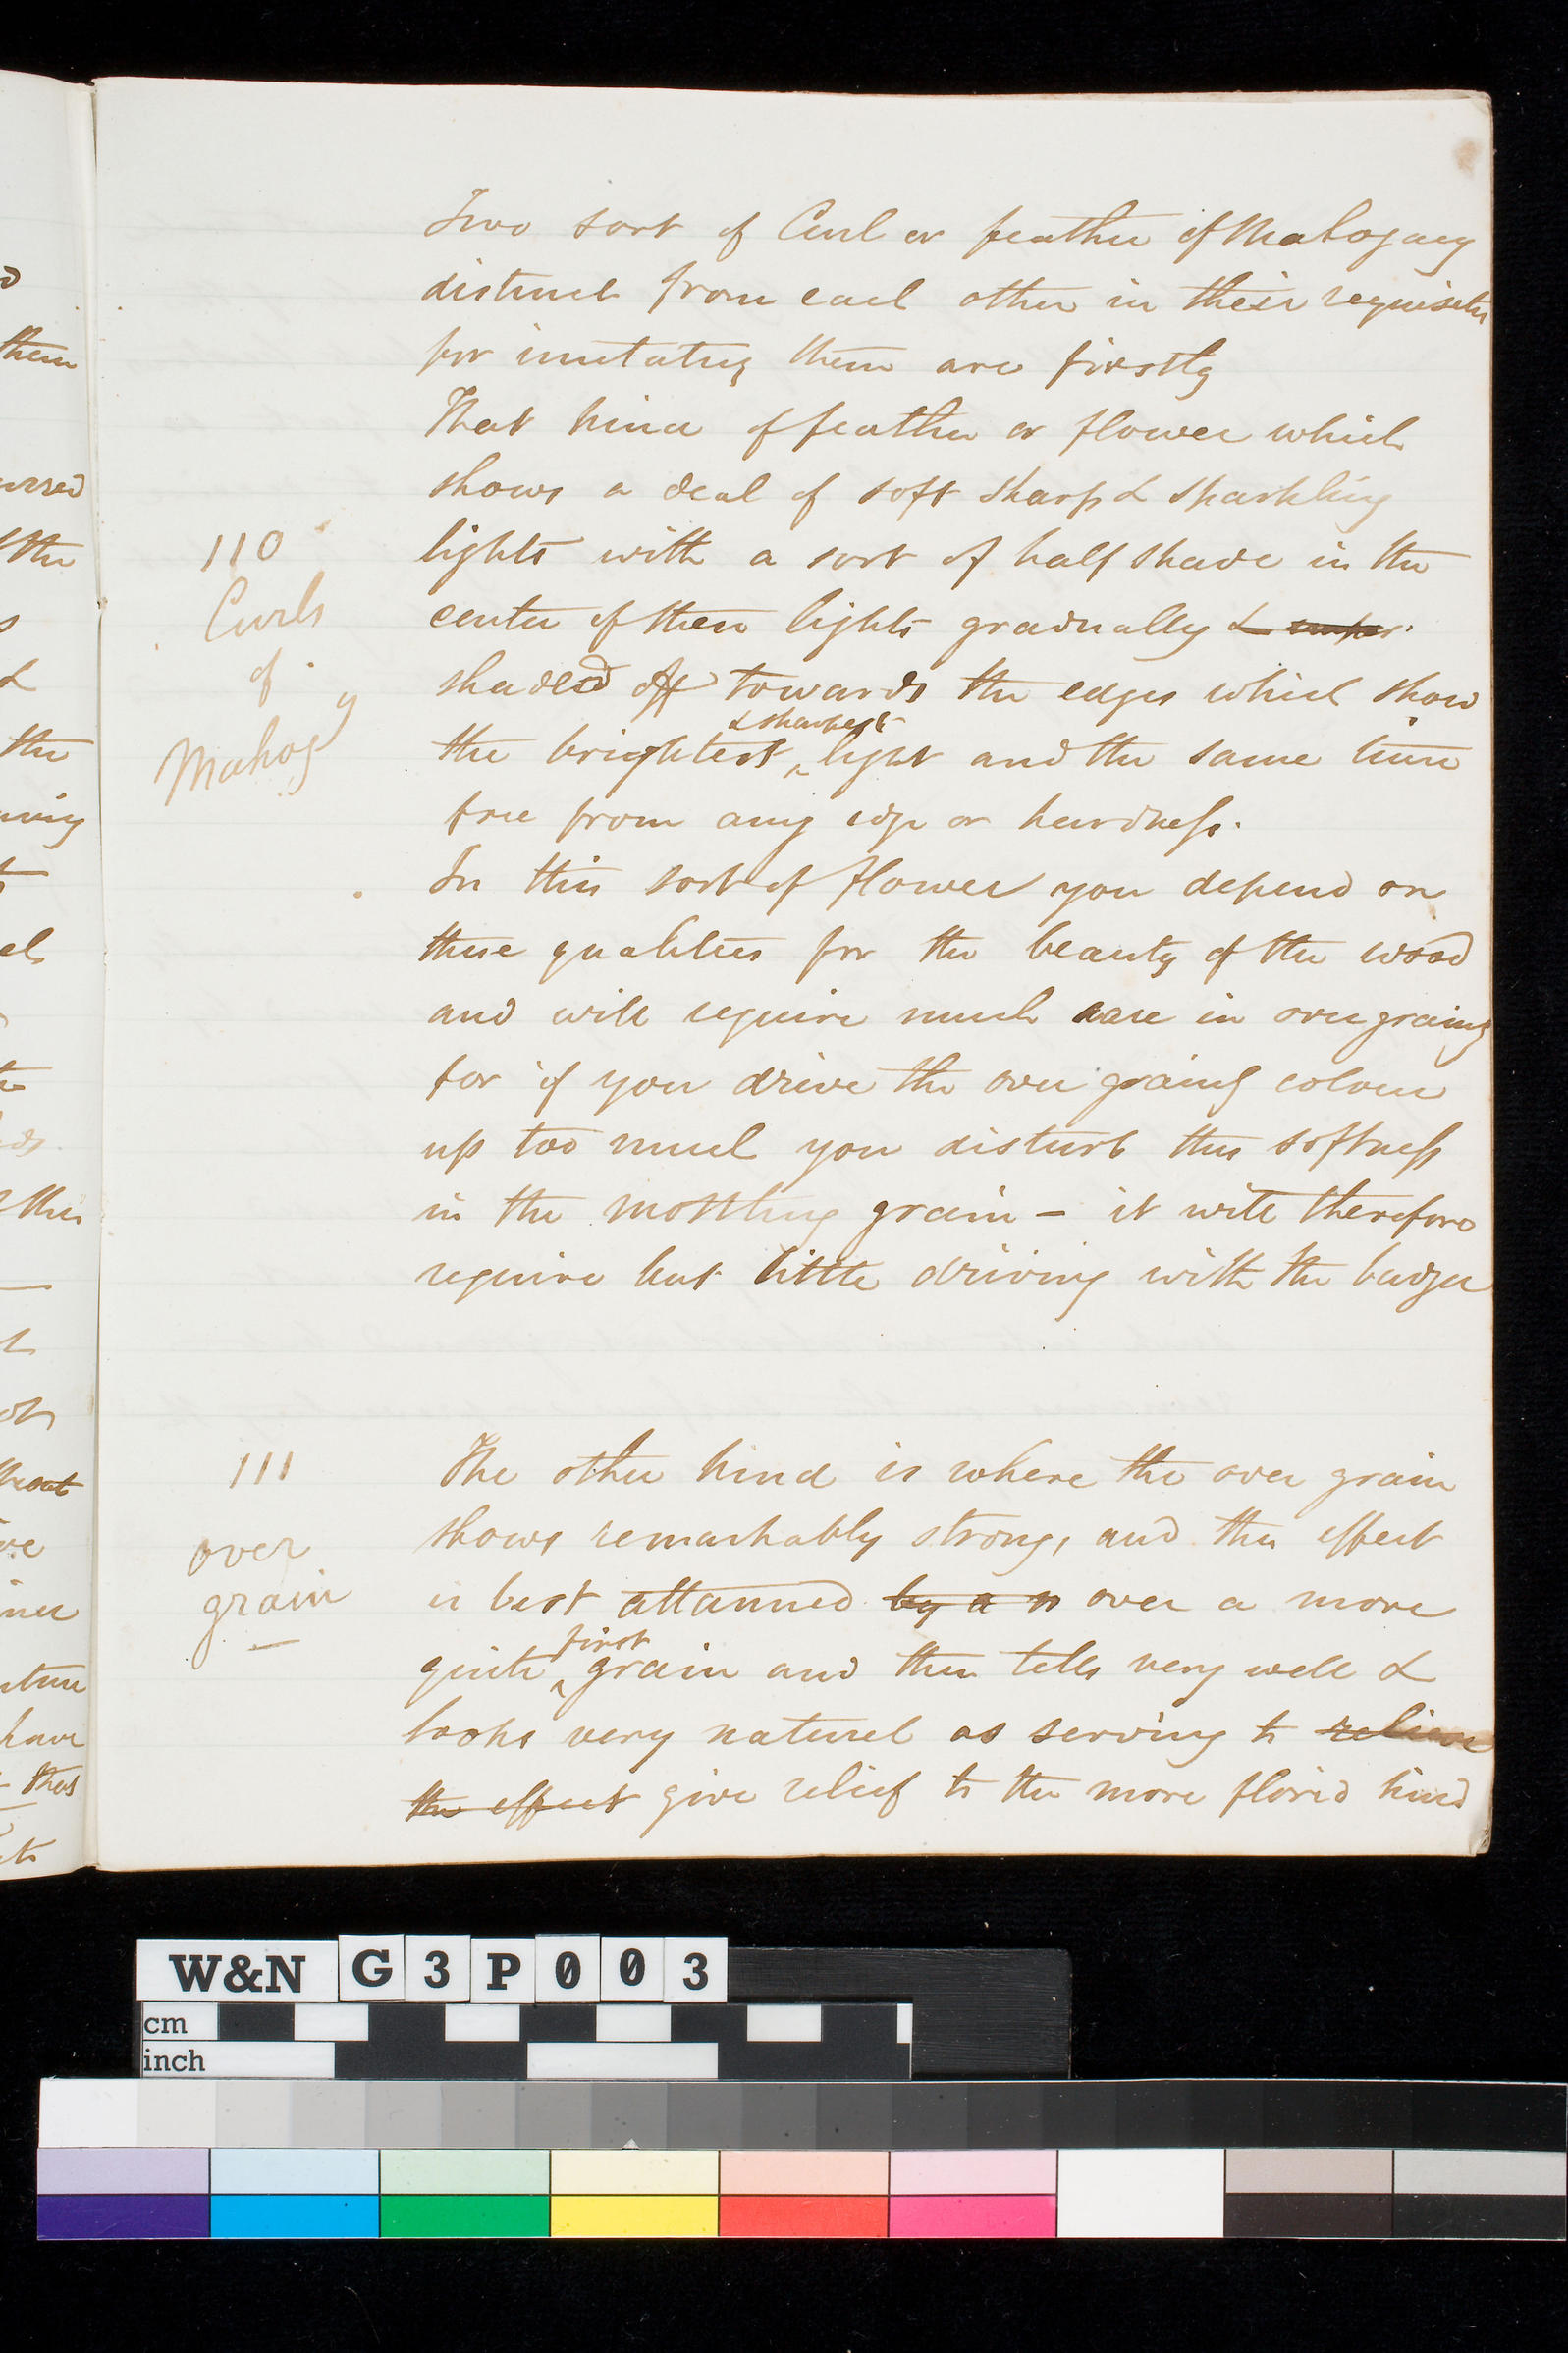 Two sort of Curl or feather of Mahogany
distinct from each other in their requisites
for imitating them are firstly
That kind of feather or flower which
shows a deal of soft sharp & sparkling
110
lights with a sort of half shade in the
Curls
center of them lights gradually &
of
shaded off towards the edges which show
Mahogy
& sharpest
the brightest ‸ light and the same time
free from any edge or hardness.
In this sort of flower you depend on
these qualities for the beauty of the wood
and will require much care in overgraing
for if you drive the over graing colour
up too much you disturb this softness
in the mottling grain – it will therefore
require but little driving with the badger
111
The other kind is where the over grain
shows remarkably strong, and this effect
over
grain
is best attained by a n over a more
first
quite ‸ grain and then tells very well &
looks very naturel as serving to relieve
the effect give relief to the more florid kind
d
them
the
s
&
the
this
have
W&N G3P003
cm
inch